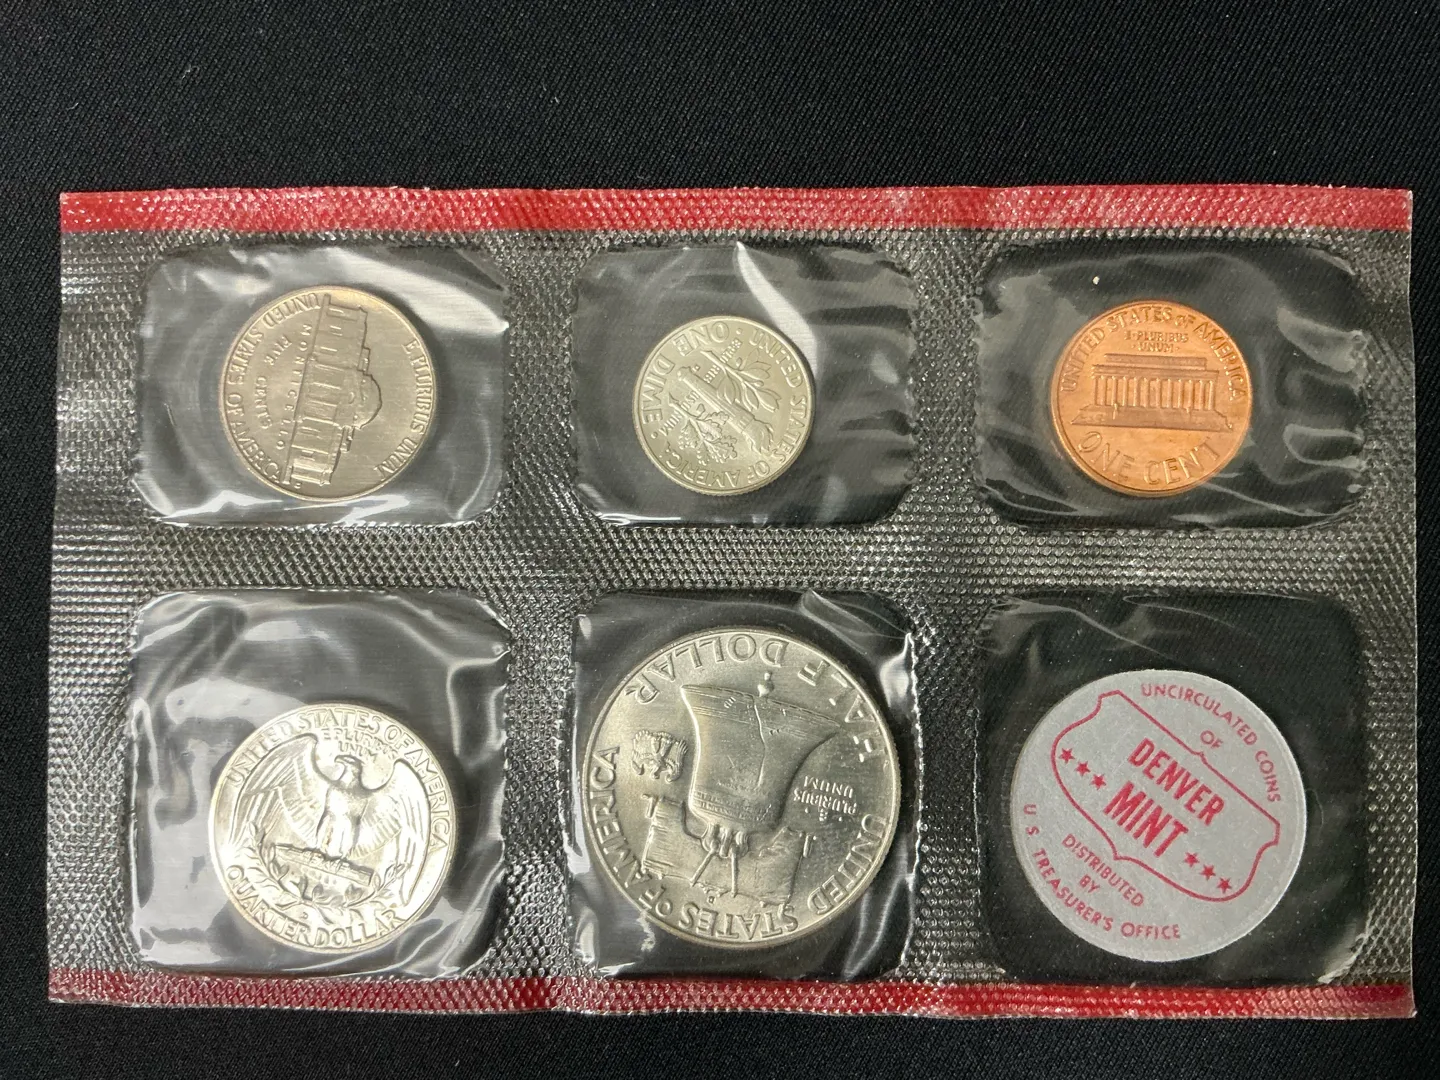 E PLURIBUS UNUM
MONTICELLO
FIVE CENTS
UNITED STATES OF AMERICA
UNITED STATES OF AMERICA
ONE DIME
UNITED STATES OF AMERICA
E·PLURIBUS
·UNUM·
ONE CENT
UNITED STATES OF AMERICA
E PLURIBUS
UNUM
QUARTER DOLLAR
UNITED STATES OF AMERICA
E
PLURIBUS
UNUM
HALF DOLLAR
UNCIRCULATED COINS
OF
DENVER
MINT
DISTRIBUTED
BY
U S TREASURER'S OFFICE